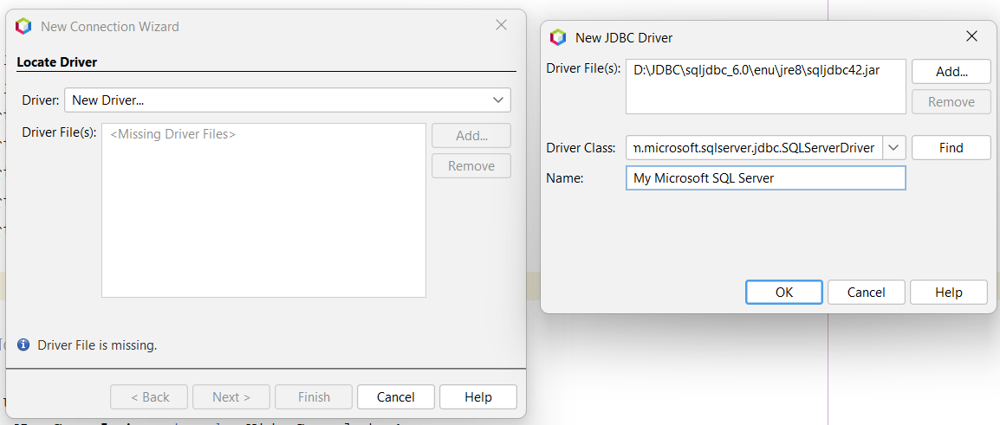 New Connection Wizard
Locate Driver
Driver: New Driver...
Driver File(s): <Missing Driver Files>
Add...
Remove
Driver File is missing.
< Back Next > Finish Cancel Help
New JDBC Driver
Driver File(s): D:\JDBC\sqljdbc_6.0\enu\jre8\sqljdbc42.jar
Add...
Remove
Driver Class: m.microsoft.sqlserver.jdbc.SQLServerDriver Find
Name: My Microsoft SQL Server
OK Cancel Help